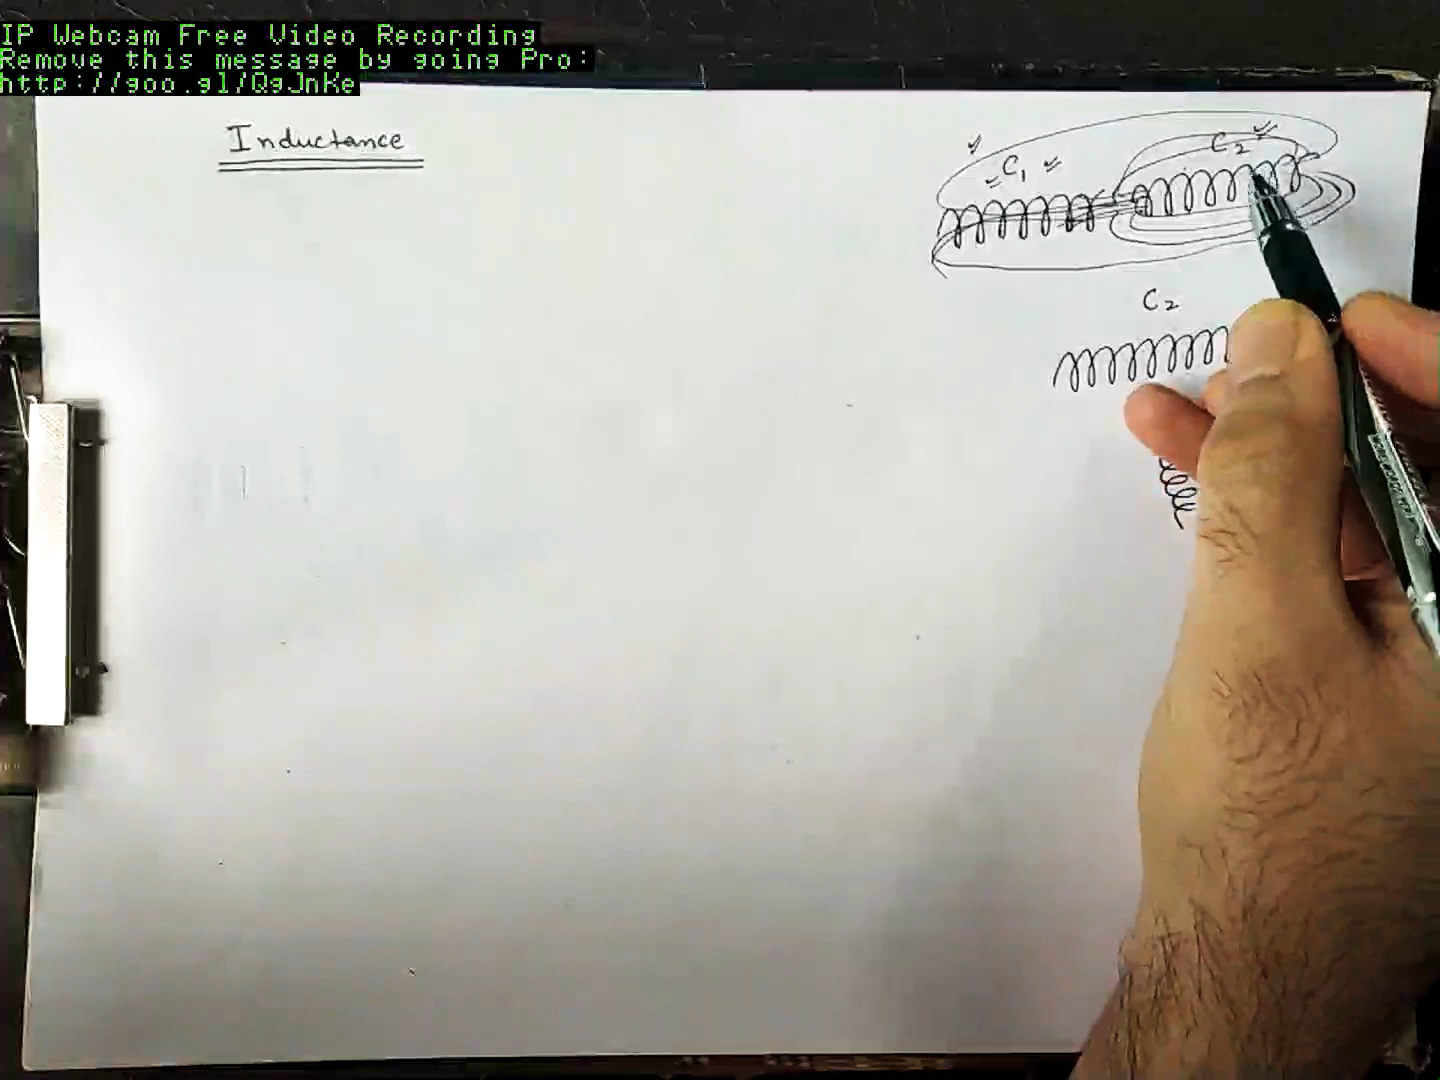 IP Webcam Free Video Recording
Remove this message by going Pro:
http://goo.gl/QgJnKe
Inductance
C1
C2
C2